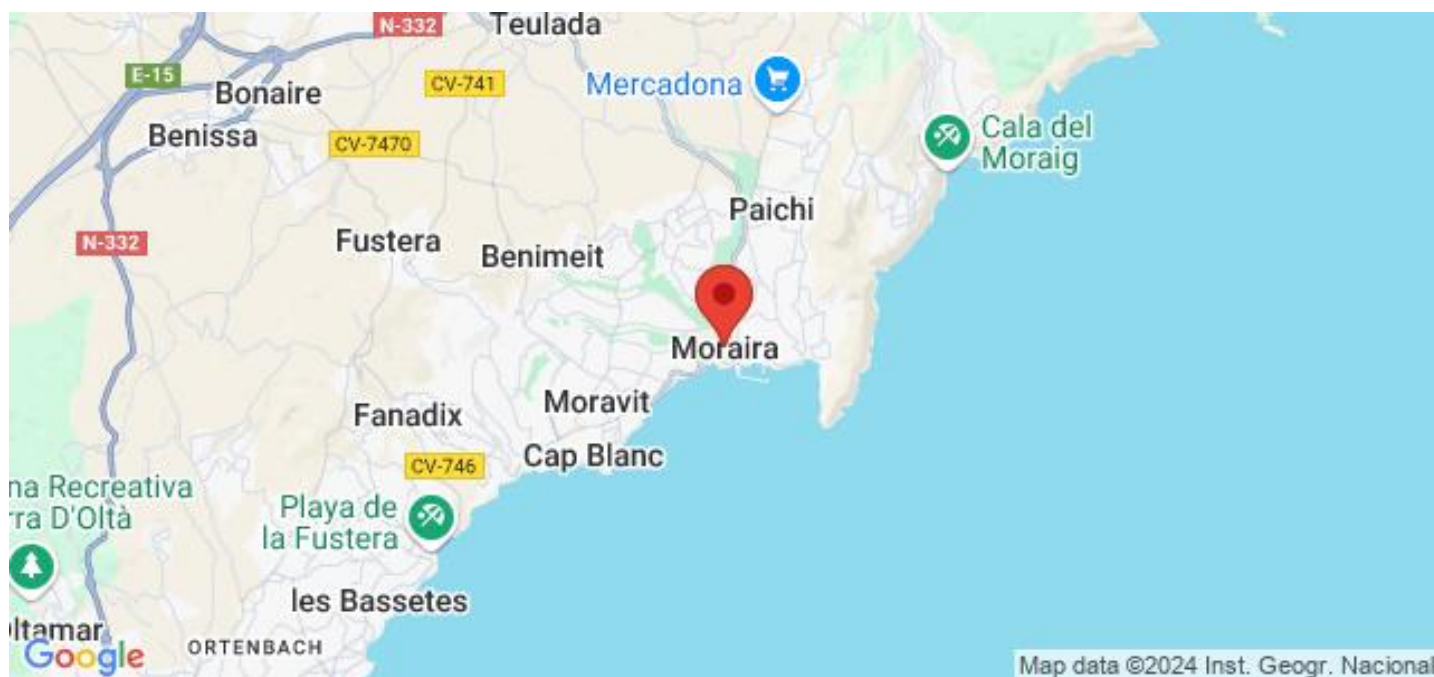 N-332
Teulada
E-15
CV-741
Mercadona
Bonaire
Benissa
CV-7470
Cala del
Moraig
Paichi
N-332
Fustera
Benimeit
Moraira
Moravit
Fanadix
Cap Blanc
CV-746
na Recreativa
rra D'Oltà
Playa de
la Fustera
les Bassetes
ltamar
ORTENBACH
Google
Map data ©2024 Inst. Geogr. Nacional